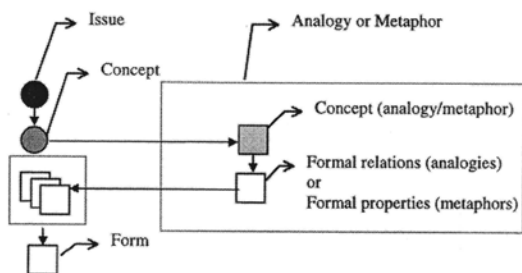 Issue
Analogy or Metaphor
Concept
Concept (analogy/metaphor)
Formal relations (analogies)
or
Formal properties (metaphors)
Form